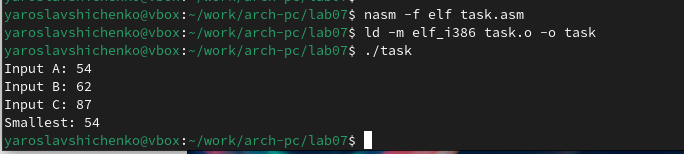 yaroslavshichenko@vbox:~/work/arch-pc/lab07$ nasm -f elf task.asm
yaroslavshichenko@vbox:~/work/arch-pc/lab07$ ld -m elf_i386 task.o -o task
yaroslavshichenko@vbox:~/work/arch-pc/lab07$ ./task
Input A: 54
Input B: 62
Input C: 87
Smallest: 54
yaroslavshichenko@vbox:~/work/arch-pc/lab07$